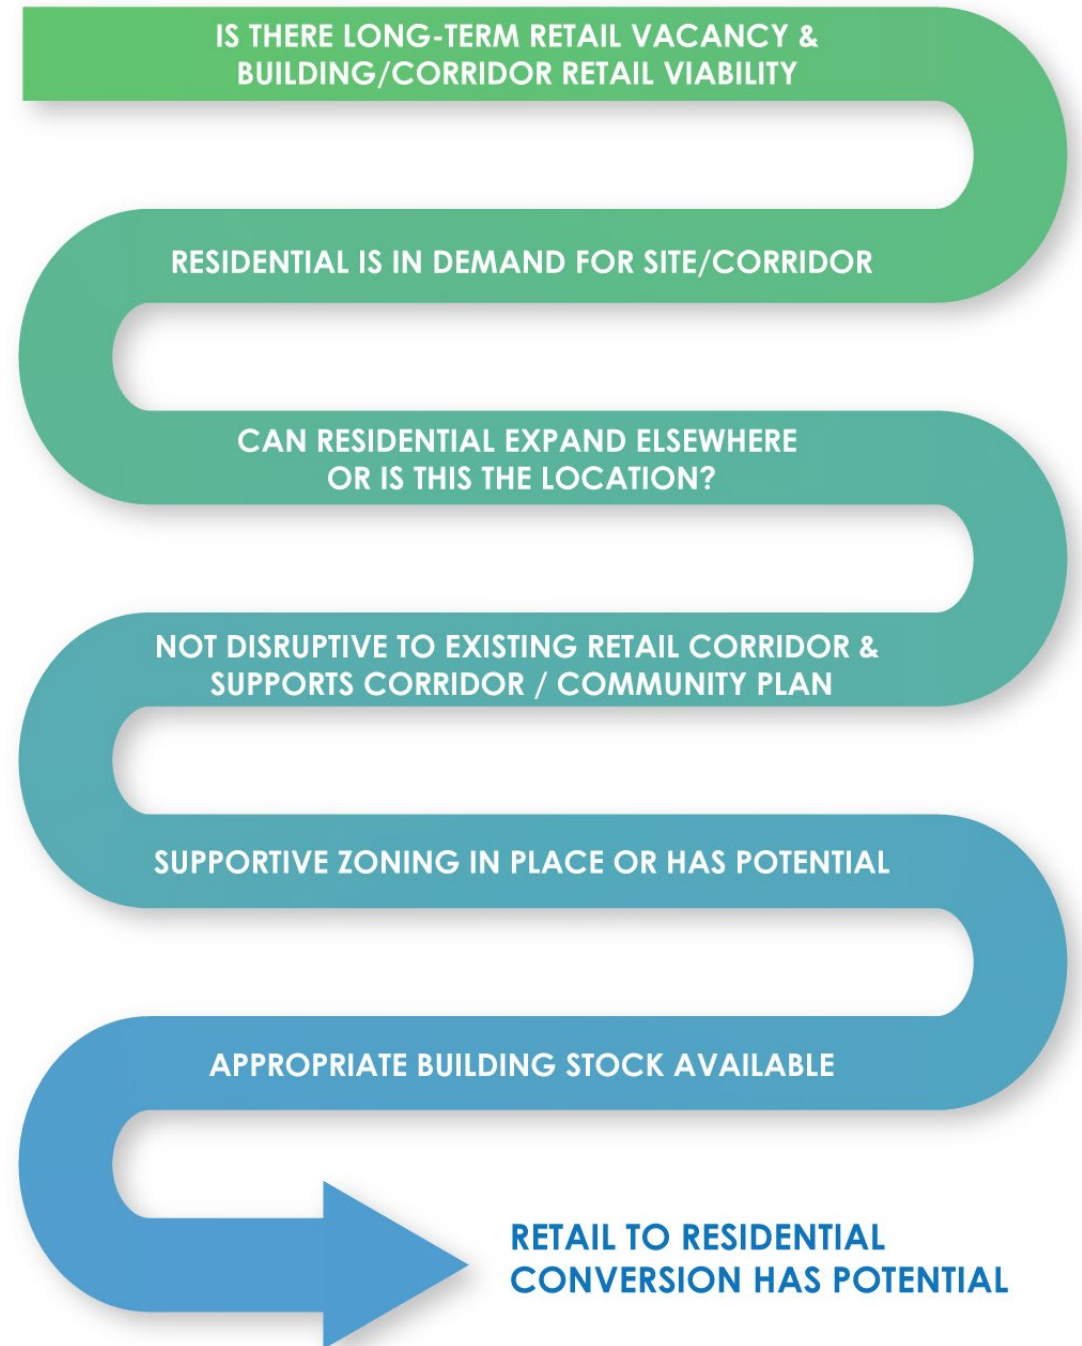 IS THERE LONG-TERM RETAIL VACANCY &
BUILDING/CORRIDOR RETAIL VIABILITY
RESIDENTIAL IS IN DEMAND FOR SITE/CORRIDOR
CAN RESIDENTIAL EXPAND ELSEWHERE
OR IS THIS THE LOCATION?
NOT DISRUPTIVE TO EXISTING RETAIL CORRIDOR &
SUPPORTS CORRIDOR / COMMUNITY PLAN
SUPPORTIVE ZONING IN PLACE OR HAS POTENTIAL
APPROPRIATE BUILDING STOCK AVAILABLE
RETAIL TO RESIDENTIAL
CONVERSION HAS POTENTIAL